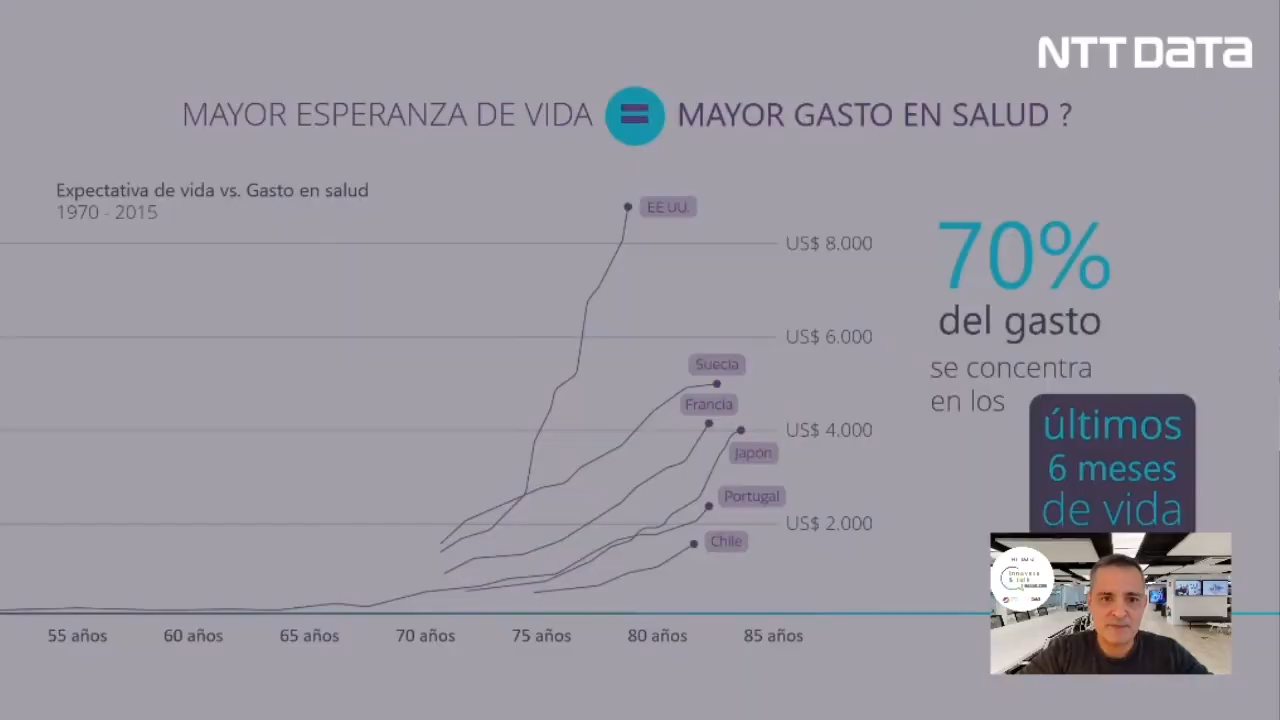 NTT DATA
MAYOR ESPERANZA DE VIDA = MAYOR GASTO EN SALUD ?
Expectativa de vida vs. Gasto en salud
1970 - 2015
EE.UU.
US$ 8.000
70%
del gasto
se concentra
en los
últimos
6 meses
de vida
US$ 6.000
Suecia
Francia
US$ 4.000
Japón
Portugal
US$ 2.000
Chile
55 años
60 años
65 años
70 años
75 años
80 años
85 años